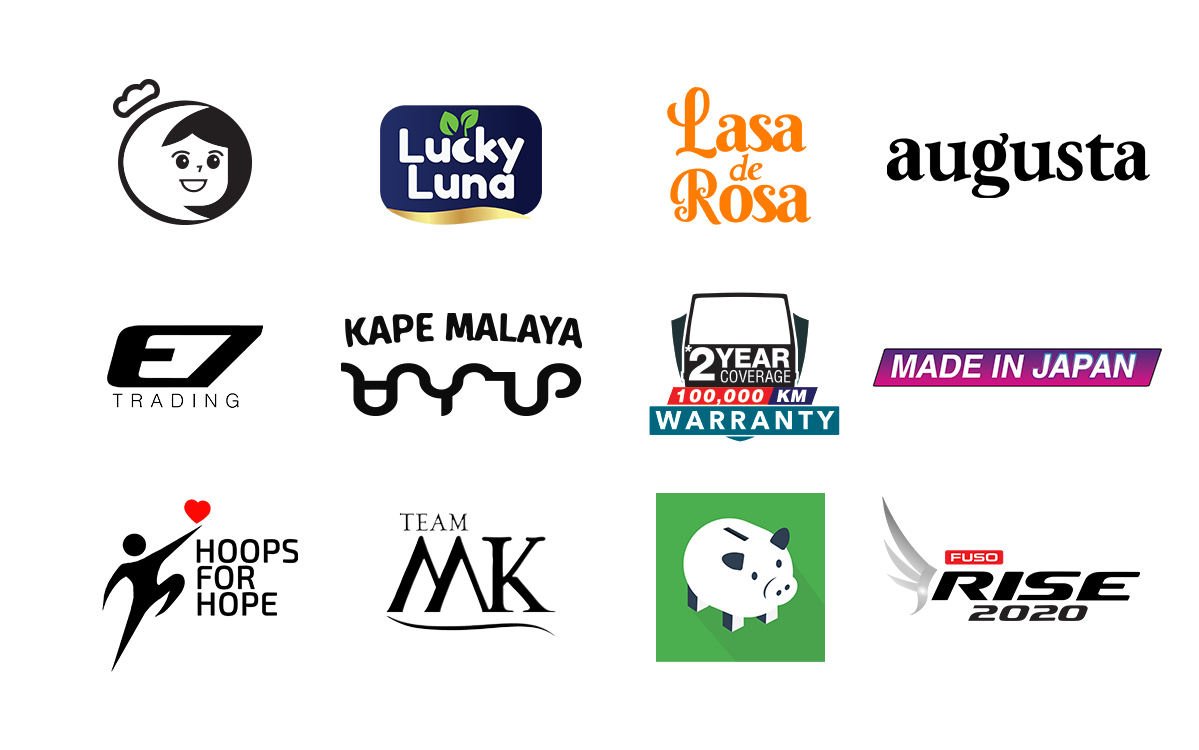 Lucky
Luna
Lasa
de
Rosa
augusta
E7
TRADING
KAPE MALAYA
*2 YEAR
COVERAGE
100,000 KM
WARRANTY
MADE IN JAPAN
HOOPS
FOR
HOPE
TEAM
MK
FUSO
RISE
2020